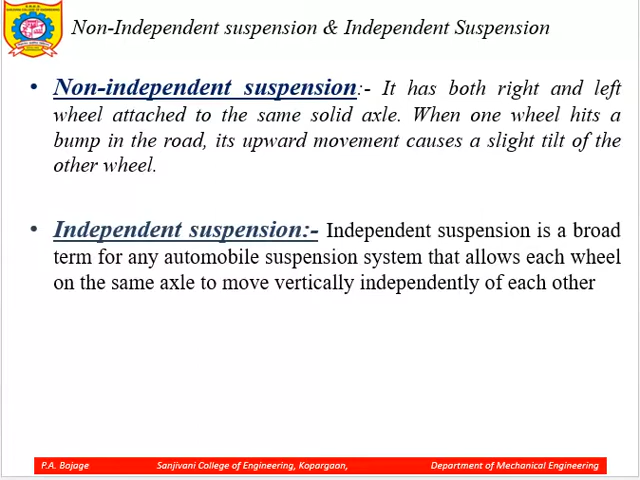 Non-Independent suspension & Independent Suspension
• Non-independent suspension:- It has both right and left
wheel attached to the same solid axle. When one wheel hits a
bump in the road, its upward movement causes a slight tilt of the
other wheel.
• Independent suspension:- Independent suspension is a broad
term for any automobile suspension system that allows each wheel
on the same axle to move vertically independently of each other
P.A. Bajage Sanjivani College of Engineering, Kopargaon, Department of Mechanical Engineering